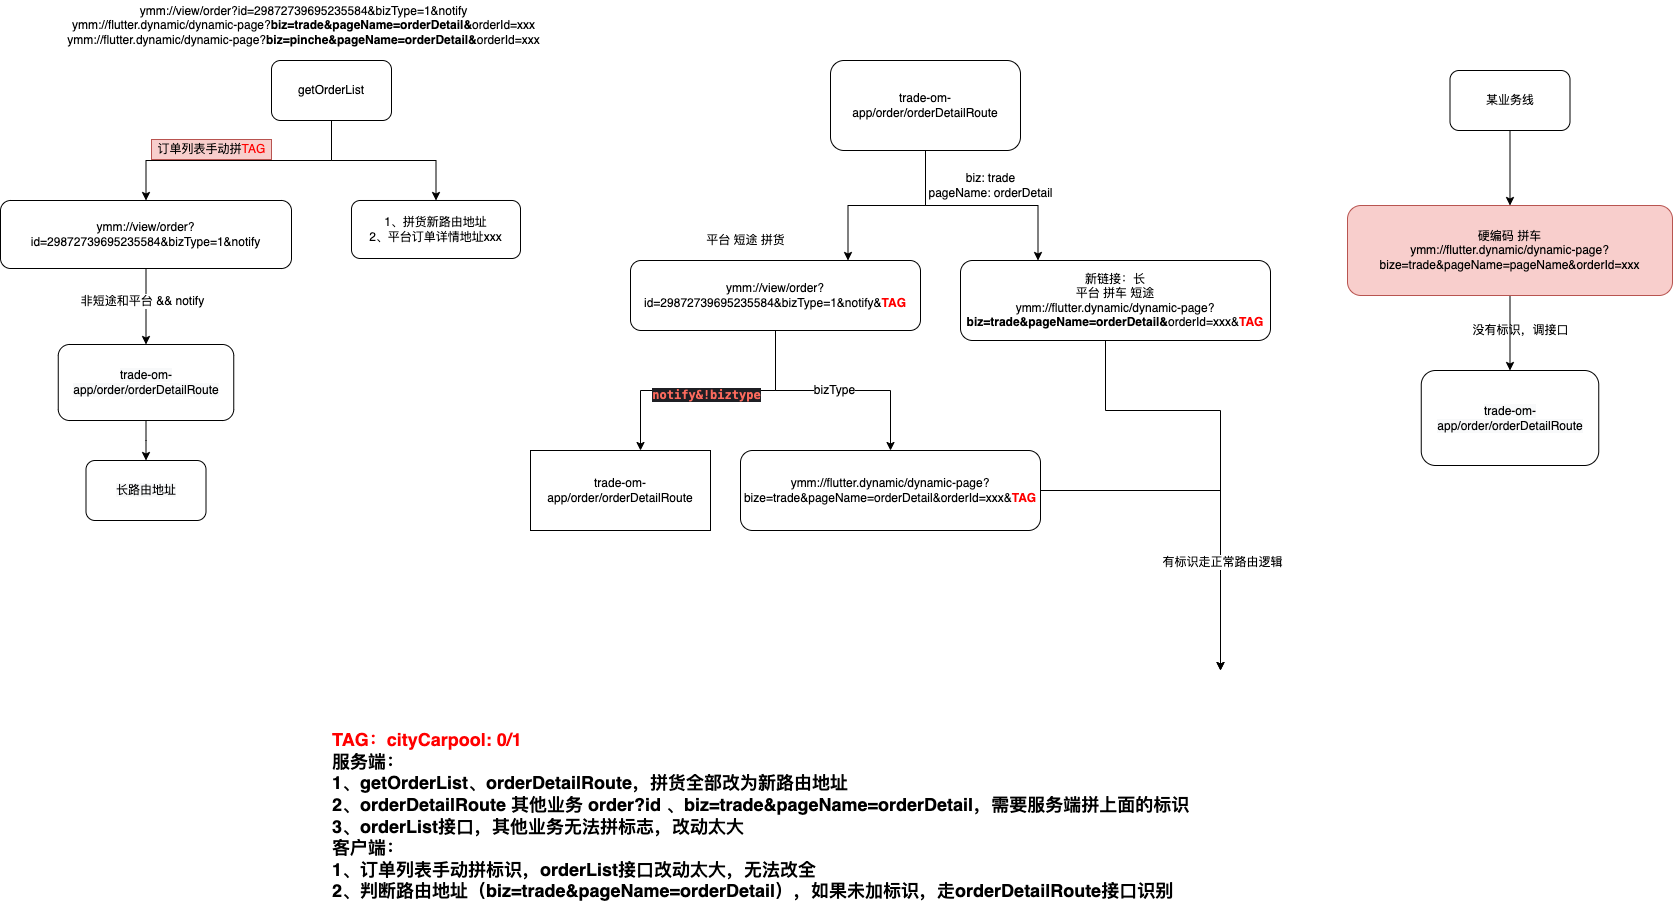 ymm://view/order?id=29872739695235584&bizType=1&notify
ymm://flutter.dynamic/dynamic-page?biz=trade&pageName=orderDetail&orderId=xxx
ymm://flutter.dynamic/dynamic-page?biz=pinche&pageName=orderDetail&orderId=xxx
getOrderList
订单列表手动拼TAG
ymm://view/order?
id=29872739695235584&bizType=1&notify
1、拼货新路由地址
2、平台订单详情地址xxx
非短途和平台 && notify
trade-om-
app/order/orderDetailRoute
长路由地址
trade-om-
app/order/orderDetailRoute
biz: trade
pageName: orderDetail
平台 短途 拼货
ymm://view/order?
id=29872739695235584&bizType=1&notify&TAG
新链接：长
平台 拼车 短途
ymm://flutter.dynamic/dynamic-page?
biz=trade&pageName=orderDetail&orderId=xxx&TAG
notify&!biztype
bizType
trade-om-
app/order/orderDetailRoute
ymm://flutter.dynamic/dynamic-page?
bize=trade&pageName=orderDetail&orderId=xxx&TAG
有标识走正常路由逻辑
某业务线
硬编码 拼车
ymm://flutter.dynamic/dynamic-page?
bize=trade&pageName=pageName&orderId=xxx
没有标识，调接口
trade-om-
app/order/orderDetailRoute
TAG：cityCarpool: 0/1
服务端：
1、getOrderList、orderDetailRoute，拼货全部改为新路由地址
2、orderDetailRoute 其他业务 order?id 、biz=trade&pageName=orderDetail，需要服务端拼上面的标识
3、orderList接口，其他业务无法拼标志，改动太大
客户端：
1、订单列表手动拼标识，orderList接口改动太大，无法改全
2、判断路由地址（biz=trade&pageName=orderDetail），如果未加标识，走orderDetailRoute接口识别